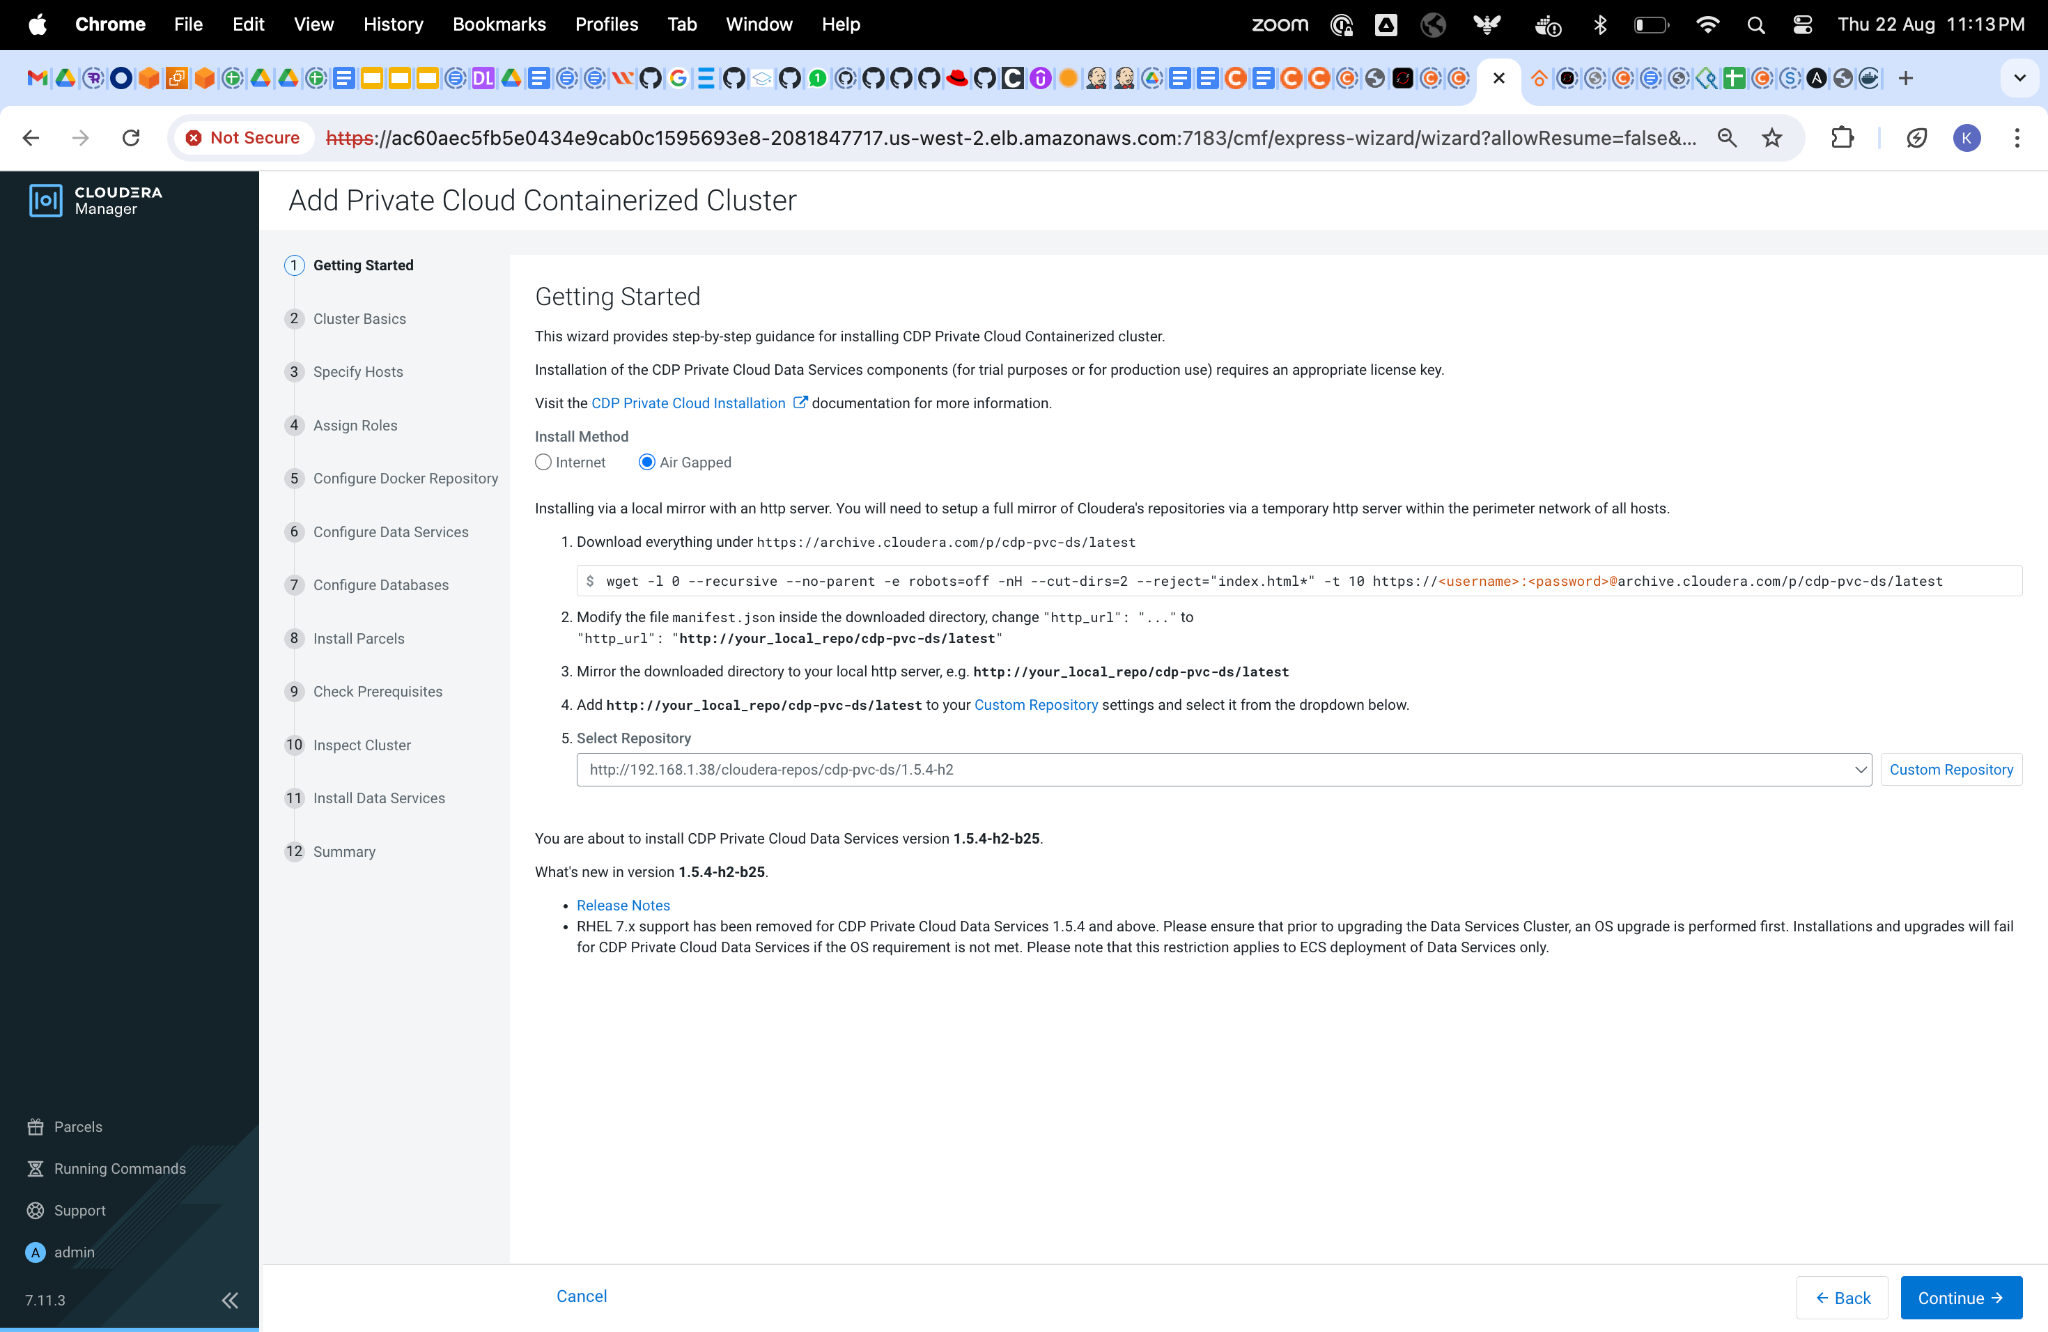 Chrome File Edit View History Bookmarks Profiles Tab Window Help zoom Thu 22 Aug 11:13 PM
Not Secure https://ac60aec5fb5e0434e9cab0c1595693e8-2081847717.us-west-2.elb.amazonaws.com:7183/cmf/express-wizard/wizard?allowResume=false&... K
CLOUDERA
Manager
Add Private Cloud Containerized Cluster
1 Getting Started
2 Cluster Basics
3 Specify Hosts
4 Assign Roles
5 Configure Docker Repository
6 Configure Data Services
7 Configure Databases
8 Install Parcels
9 Check Prerequisites
10 Inspect Cluster
11 Install Data Services
12 Summary
Getting Started
This wizard provides step-by-step guidance for installing CDP Private Cloud Containerized cluster.
Installation of the CDP Private Cloud Data Services components (for trial purposes or for production use) requires an appropriate license key.
Visit the CDP Private Cloud Installation documentation for more information.
Install Method
Internet Air Gapped
Installing via a local mirror with an http server. You will need to setup a full mirror of Cloudera's repositories via a temporary http server within the perimeter network of all hosts.
1. Download everything under https://archive.cloudera.com/p/cdp-pvc-ds/latest
$ wget -l 0 --recursive --no-parent -e robots=off -nH --cut-dirs=2 --reject="index.html*" -t 10 https://<username>:<password>@archive.cloudera.com/p/cdp-pvc-ds/latest
2. Modify the file manifest.json inside the downloaded directory, change "http_url": "..." to
"http_url": "http://your_local_repo/cdp-pvc-ds/latest"
3. Mirror the downloaded directory to your local http server, e.g. http://your_local_repo/cdp-pvc-ds/latest
4. Add http://your_local_repo/cdp-pvc-ds/latest to your Custom Repository settings and select it from the dropdown below.
5. Select Repository
http://192.168.1.38/cloudera-repos/cdp-pvc-ds/1.5.4-h2 Custom Repository
You are about to install CDP Private Cloud Data Services version 1.5.4-h2-b25.
What's new in version 1.5.4-h2-b25.
• Release Notes
• RHEL 7.x support has been removed for CDP Private Cloud Data Services 1.5.4 and above. Please ensure that prior to upgrading the Data Services Cluster, an OS upgrade is performed first. Installations and upgrades will fail
for CDP Private Cloud Data Services if the OS requirement is not met. Please note that this restriction applies to ECS deployment of Data Services only.
Parcels
Running Commands
Support
A admin
7.11.3
Cancel
← Back
Continue →